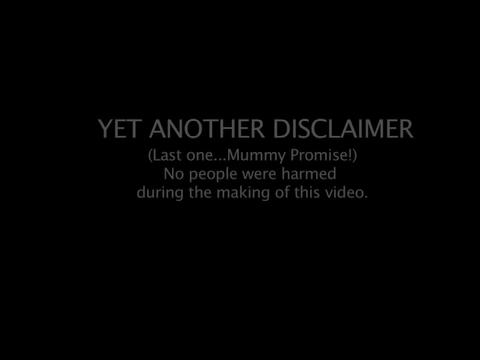 YET ANOTHER DISCLAIMER
(Last one...Mummy Promise!)
No people were harmed
during the making of this video.